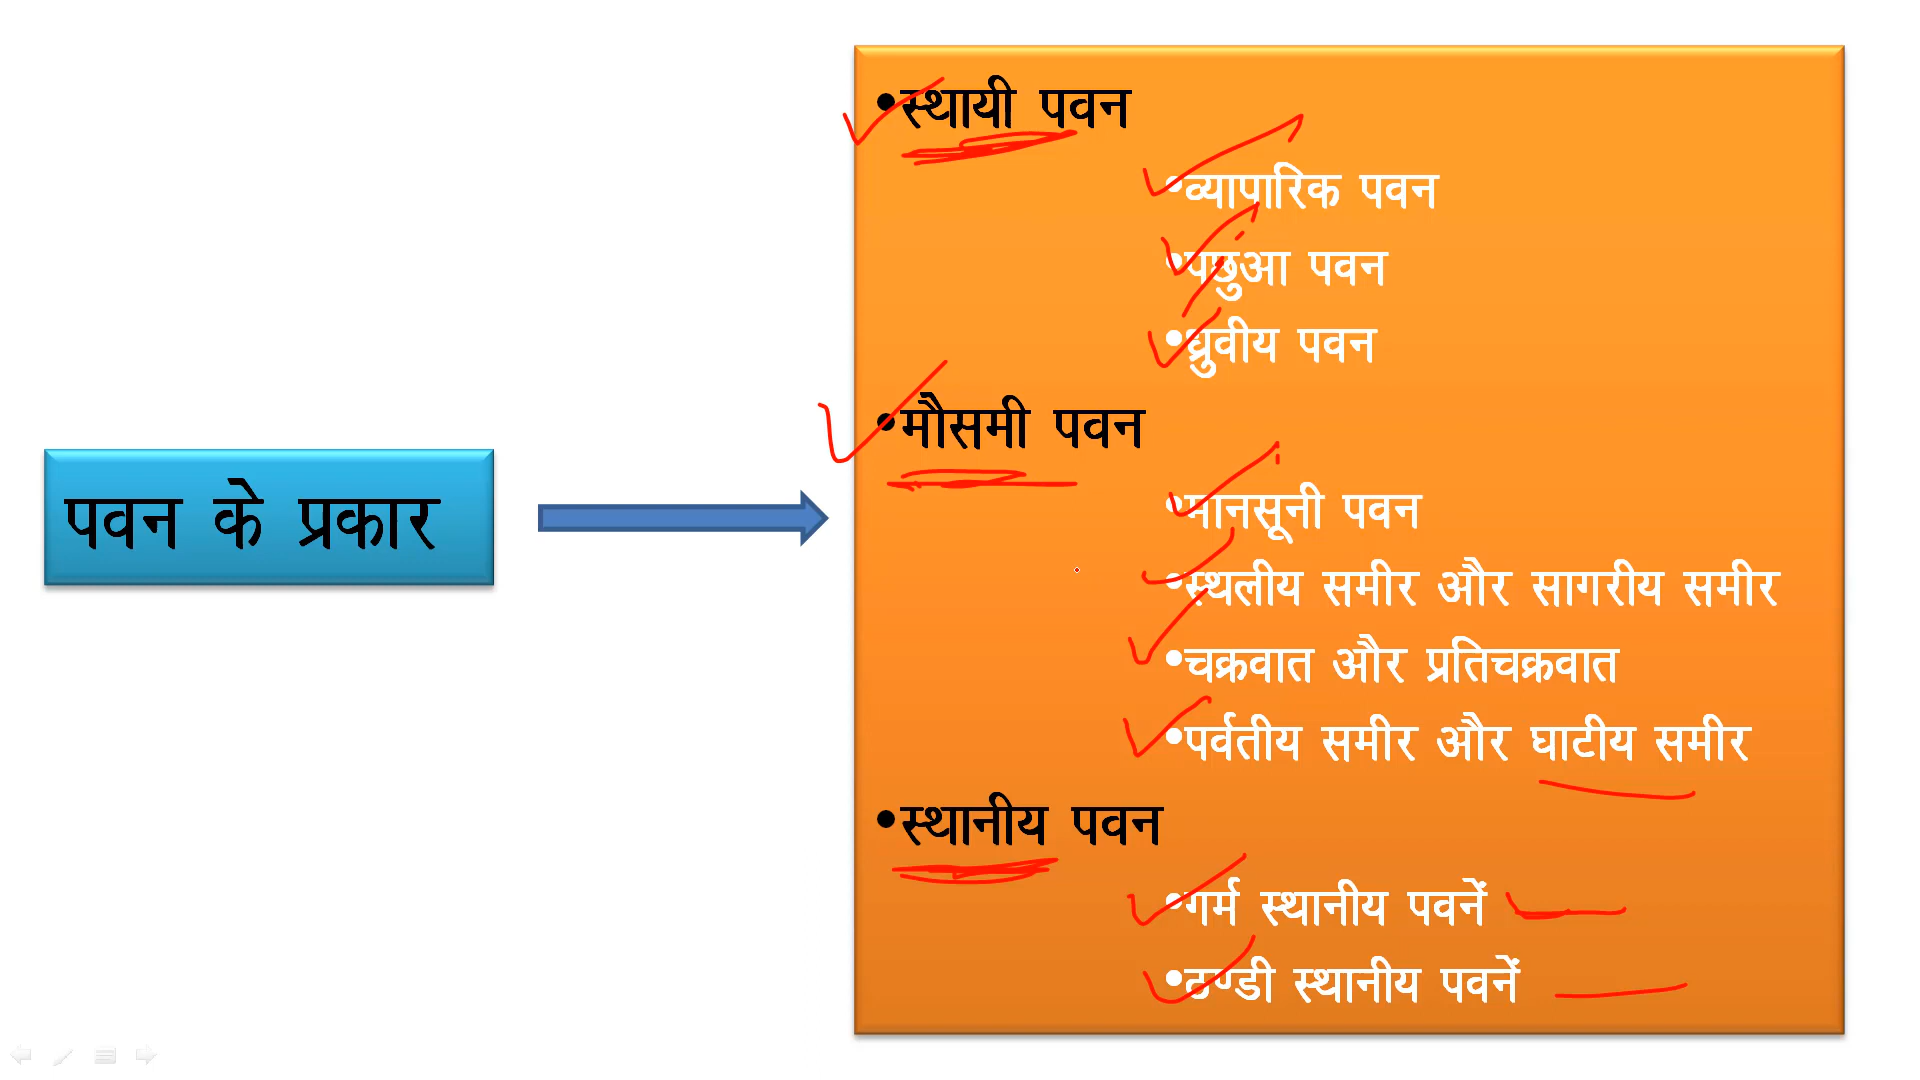 पवन के प्रकार
•स्थायी पवन
•व्यापारिक पवन
•पछुआ पवन
•ध्रुवीय पवन
•मौसमी पवन
•मानसूनी पवन
•स्थलीय समीर और सागरीय समीर
•चक्रवात और प्रतिचक्रवात
•पर्वतीय समीर और घाटीय समीर
•स्थानीय पवन
•गर्म स्थानीय पवनें
•ठण्डी स्थानीय पवनें